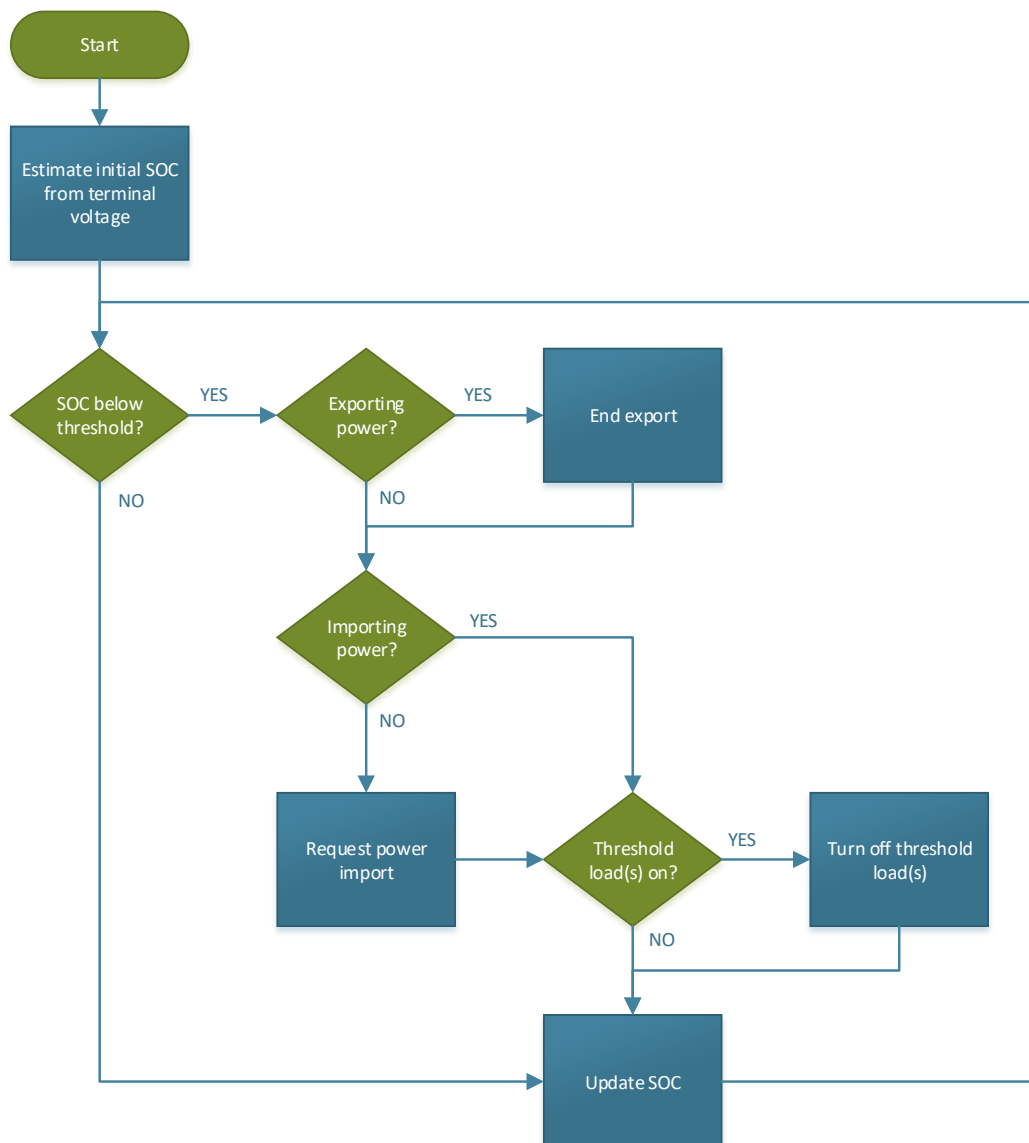 Start
Estimate initial SOC
from terminal
voltage
SOC below
threshold?
YES
Exporting
power?
YES
End export
NO
NO
Importing
power?
YES
NO
Request power
import
Threshold
load(s) on?
YES
Turn off threshold
load(s)
NO
Update SOC